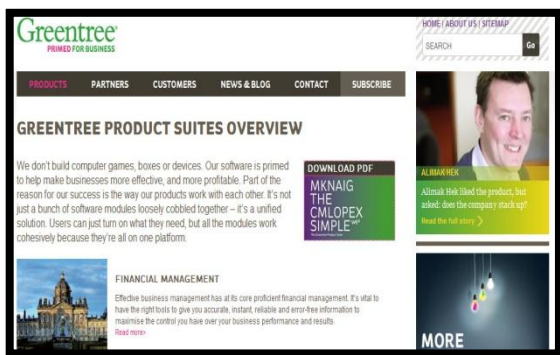 Greentree
PRIMED FOR BUSINESS
HOME | ABOUT US | SITEMAP
SEARCH
Go
PRODUCTS
PARTNERS
CUSTOMERS
NEWS & BLOG
CONTACT
SUBSCRIBE
GREENTREE PRODUCT SUITES OVERVIEW
We don't build computer games, boxes or devices. Our software is primed
to help make businesses more effective, and more profitable. Part of the
reason for our success is the way our products work with each other. It's not
just a bunch of software modules loosely cobbled
together – it's a unified
solution. Users can just turn on what they need, but all the modules work
cohesively because they're all on one platform.
DOWNLOAD PDF
MKNAIG
THE
CMLOPEX
SIMPLE
FINANCIAL MANAGEMENT
Effective business management has at its core proficient financial management. It's vital to
have the right tools to give you accurate, instant, reliable and error-free information to
maximise the control you have over your business performance and results.
Read more>
ALIMAK HEK
Alimak Hek liked the product, but
asked: does the company stack up?
Read the full story
MORE